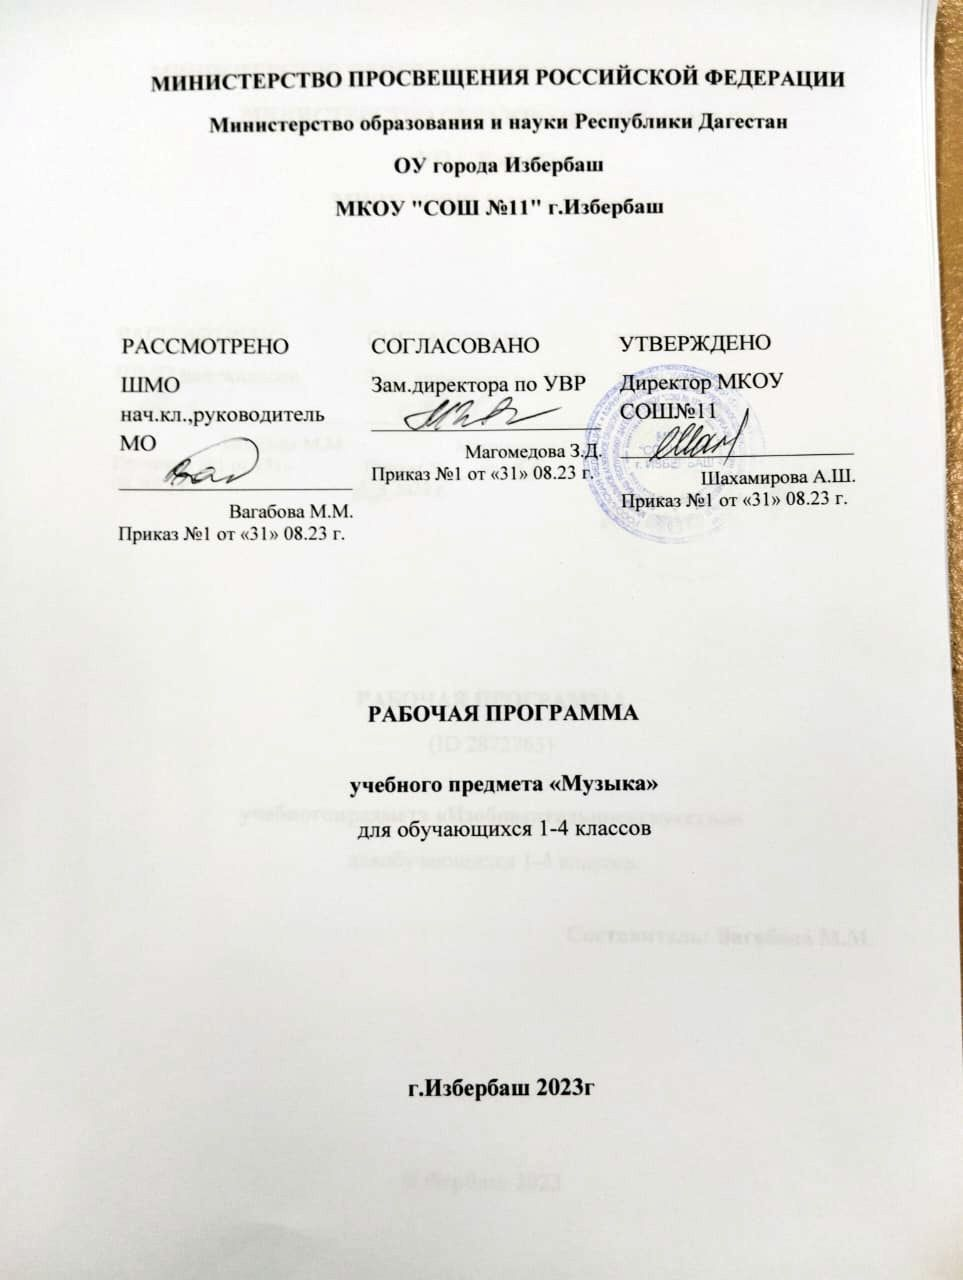 МИНИСТЕРСТВО ПРОСВЕЩЕНИЯ РОССИЙСКОЙ ФЕДЕРАЦИИ
Министерство образования и науки Республики Дагестан
ОУ города Избербаш
МКОУ "СОШ №11" г.Избербаш
РАССМОТРЕНО
ШМО
нач.кл.,руководитель
МО
Вагабова М.М.
Приказ №1 от «31» 08.23 г.
СОГЛАСОВАНО
Зам.директора по УВР
Магомедова З.Д.
Приказ №1 от «31» 08.23 г.
УТВЕРЖДЕНО
Директор МКОУ
СОШ№11
Шахамирова А.Ш.
Приказ №1 от «31» 08.23 г.
РАБОЧАЯ ПРОГРАММА
учебного предмета «Музыка»
для обучающихся 1-4 классов
г.Избербаш 2023г